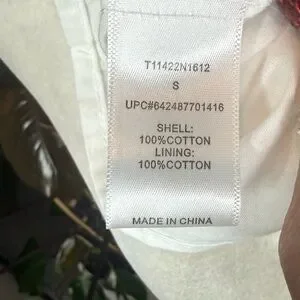 T11422N1612
S
UPC#642487701416
SHELL:
100%COTTON
LINING:
100%COTTON
MADE IN CHINA